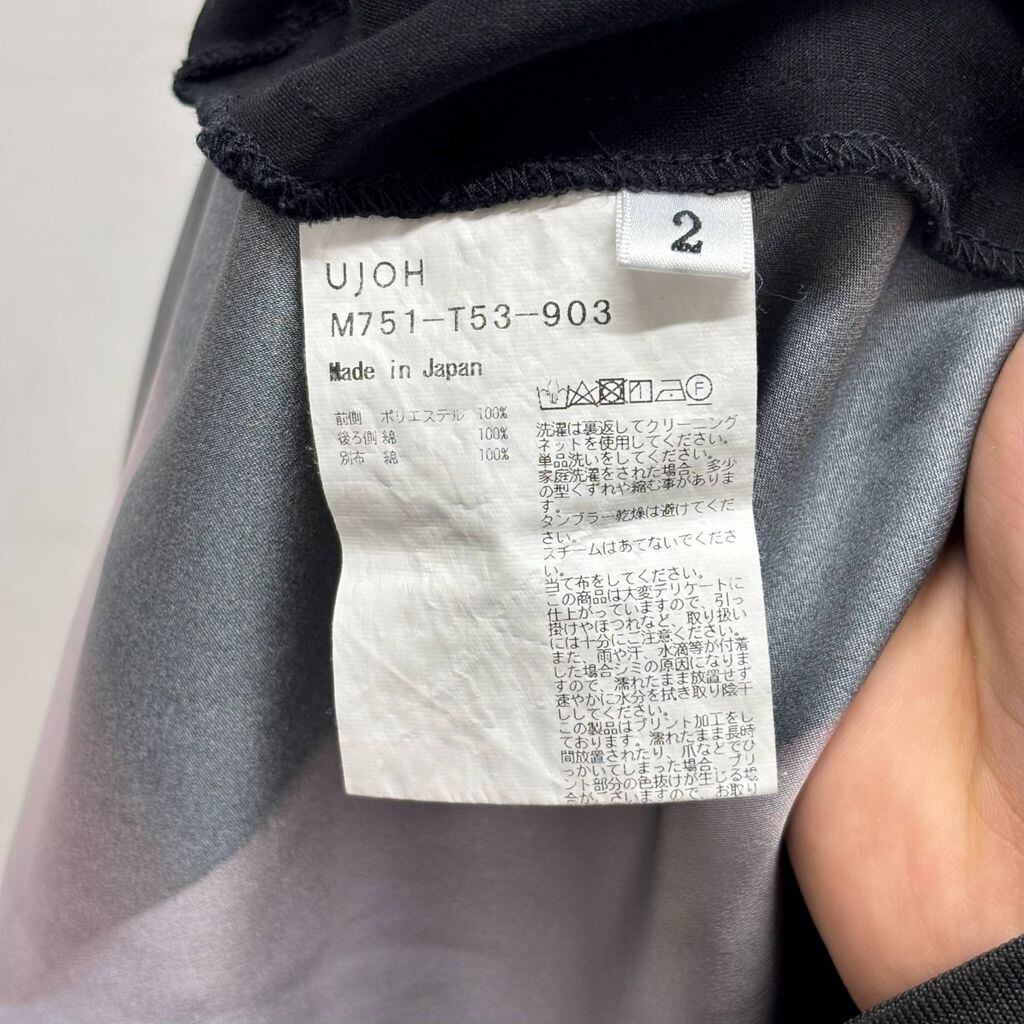 2
UJOH
M751-T53-903
Made in Japan
前側 ポリエステル 100%
後ろ側 綿 100%
別布 綿 100%
F
洗濯は裏返してクリーニング
ネットを使用してください。
単品洗いをしてください。
家庭洗濯をされた場合、多少
の型くずれや縮む事がありま
す。
タンブラー乾燥は避けてくだ
さい。
スチームはあてないでくださ
い。
当て布をしてください。
この商品は大変デリケートに
仕上がっていますので、引っ
掛けやほつれなど、取り扱い
には十分にご注意ください。
また、雨や汗、水滴等が付着
した場合シミの原因になりま
すので、濡れたまま放置せず
速やかに水分を拭き取り陰干
ししてください。
この製品はプリント加工をし
ております。濡れたまま長時
間放置されたり、爪などでひ
っかいてしまった場合、プリ
ント部分の色抜けが生じる場
合がございますので、お取り